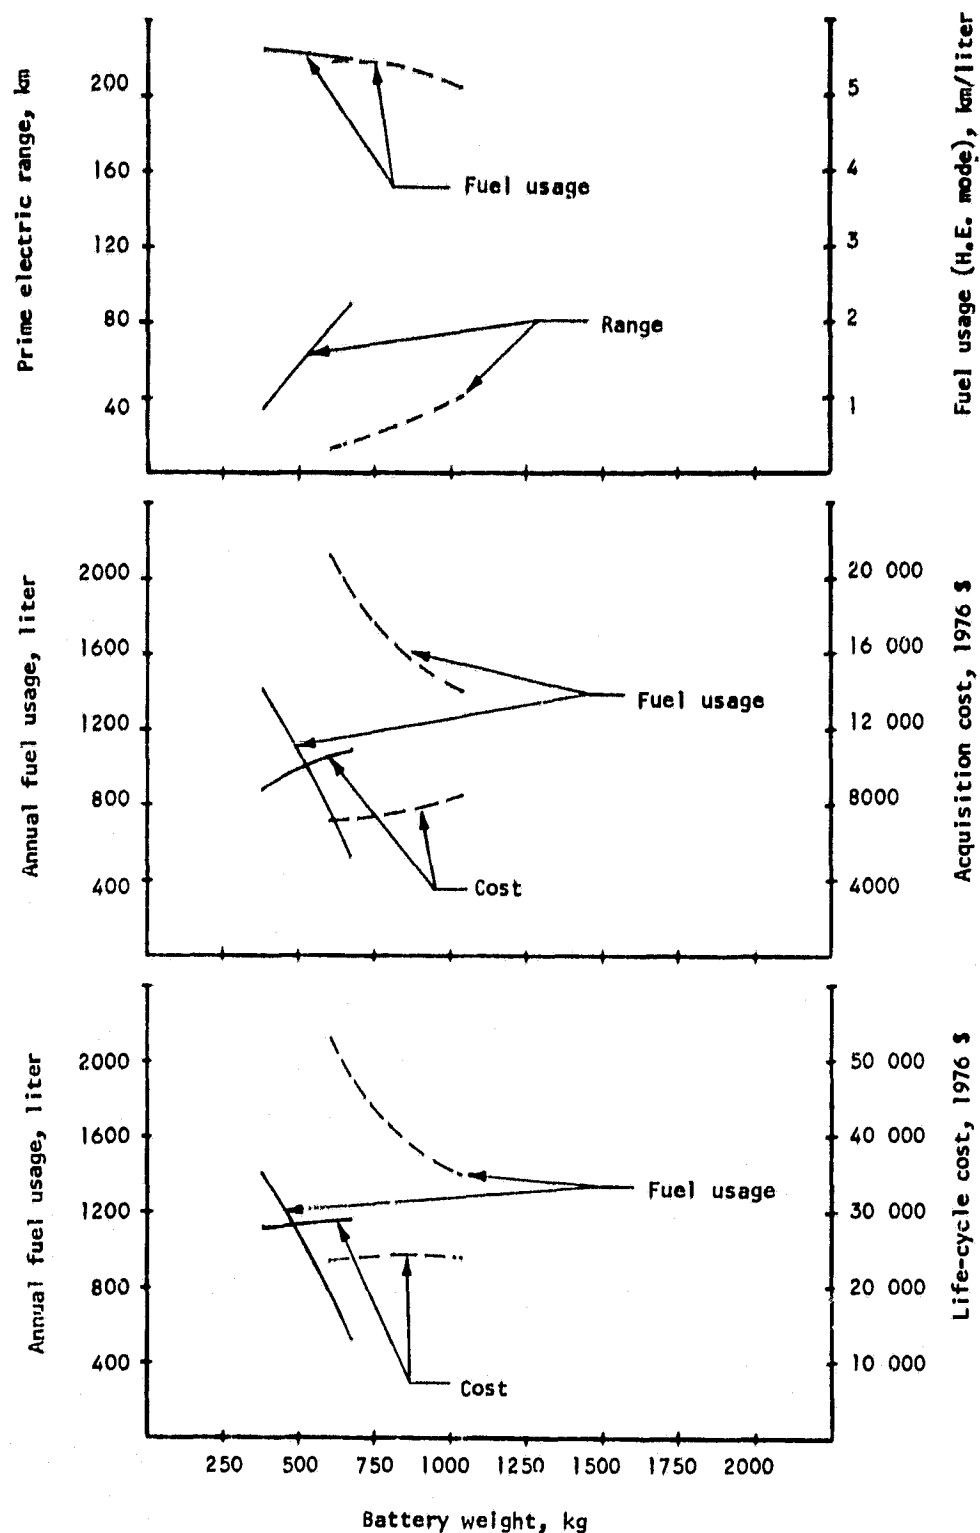 Prime electric range, km
200
160
120
80
40
5
4
3
2
1
Fuel usage (H.E. mode), km/liter
Fuel usage
Range
Annual fuel usage, liter
2000
1600
1200
800
400
20 000
16 000
12 000
8000
4000
Acquisition cost, 1976 $
Fuel usage
Cost
Annual fuel usage, liter
2000
1600
1200
800
400
50 000
40 000
30 000
20 000
10 000
Life-cycle cost, 1976 $
Fuel usage
Cost
250 500 750 1000 1250 1500 1750 2000
Battery weight, kg